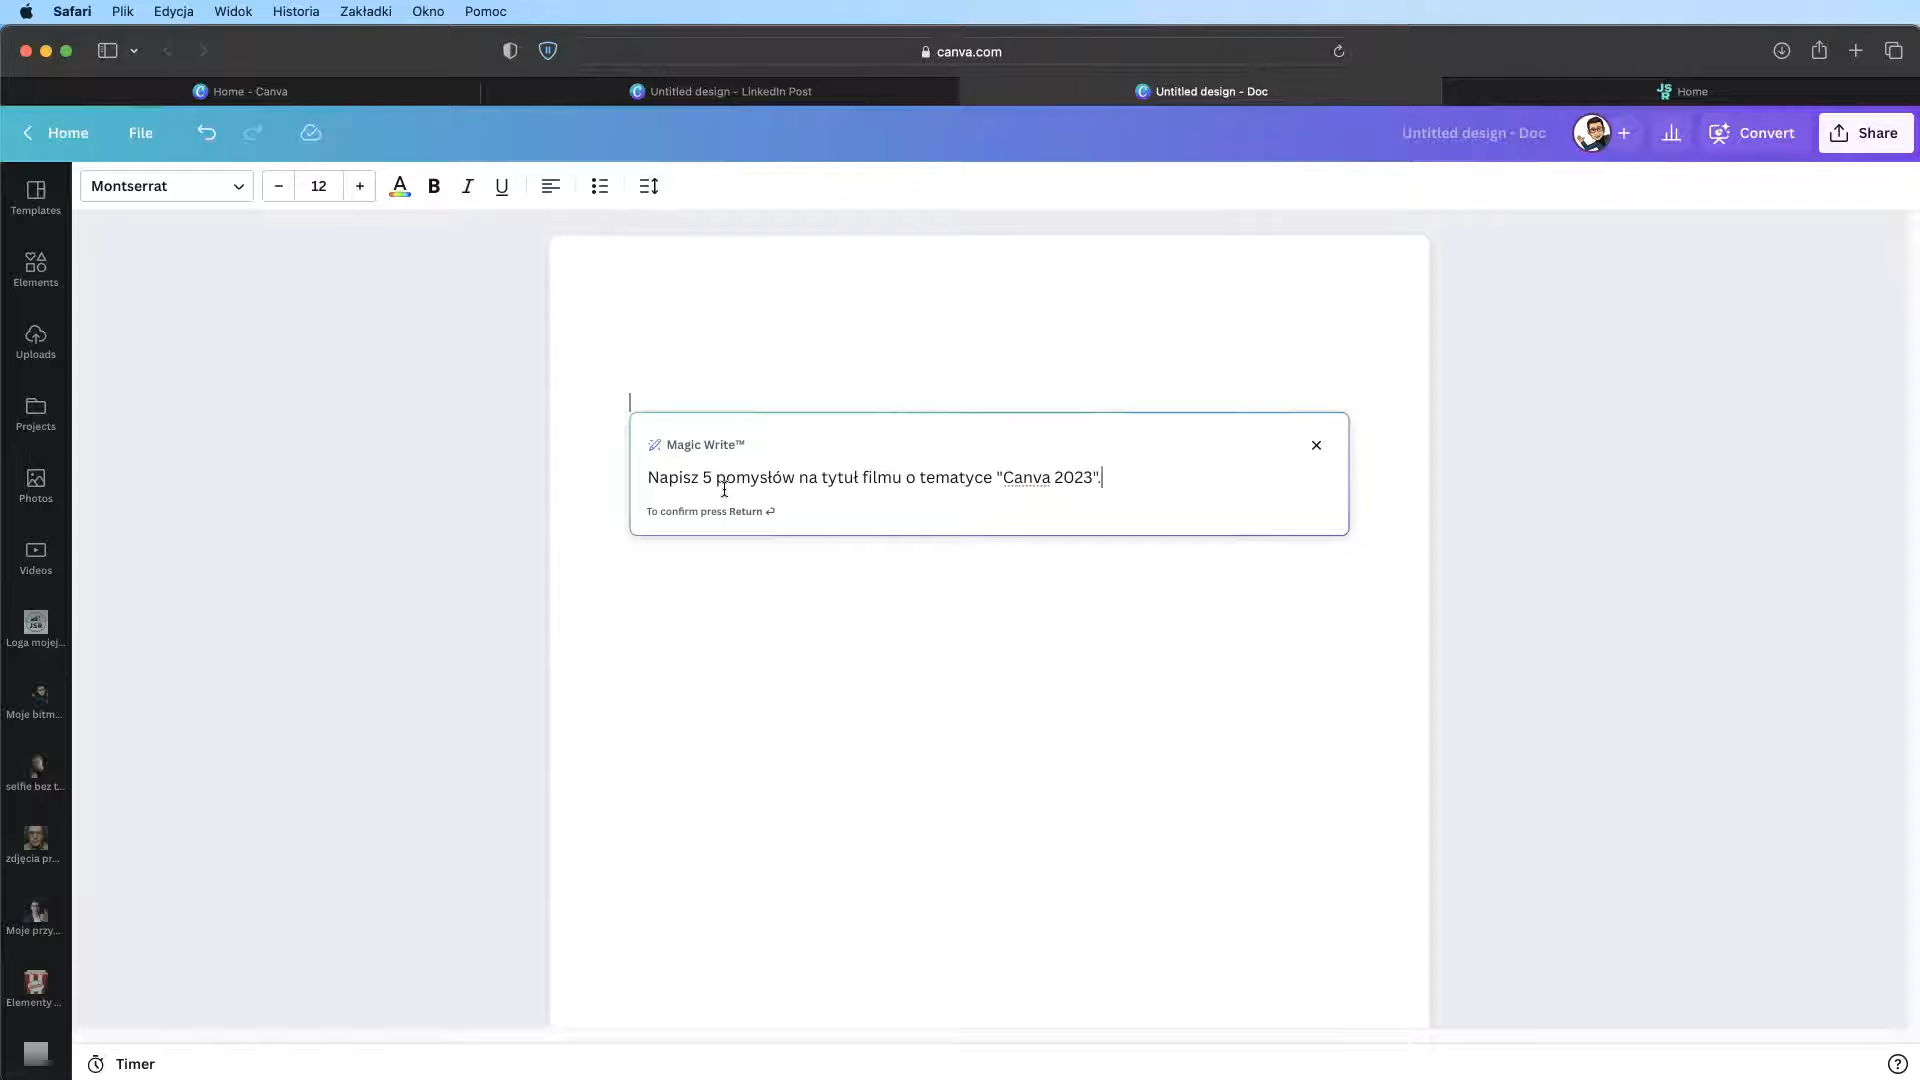 Safari Plik Edycja Widok Historia Zakładki Okno Pomoc
canva.com
Home - Canva
Untitled design - LinkedIn Post
Untitled design - Doc
Home
Home File
Untitled design - Doc
Convert
Share
Montserrat
12
Templates
Elements
Uploads
Projects
Photos
Videos
Loga mojej...
Moje bitm...
selfie bez t...
zdjęcia pr...
Moje przy...
Elementy ...
Magic Write™
Napisz 5 pomysłów na tytuł filmu o tematyce "Canva 2023".
To confirm press Return ↵
Timer